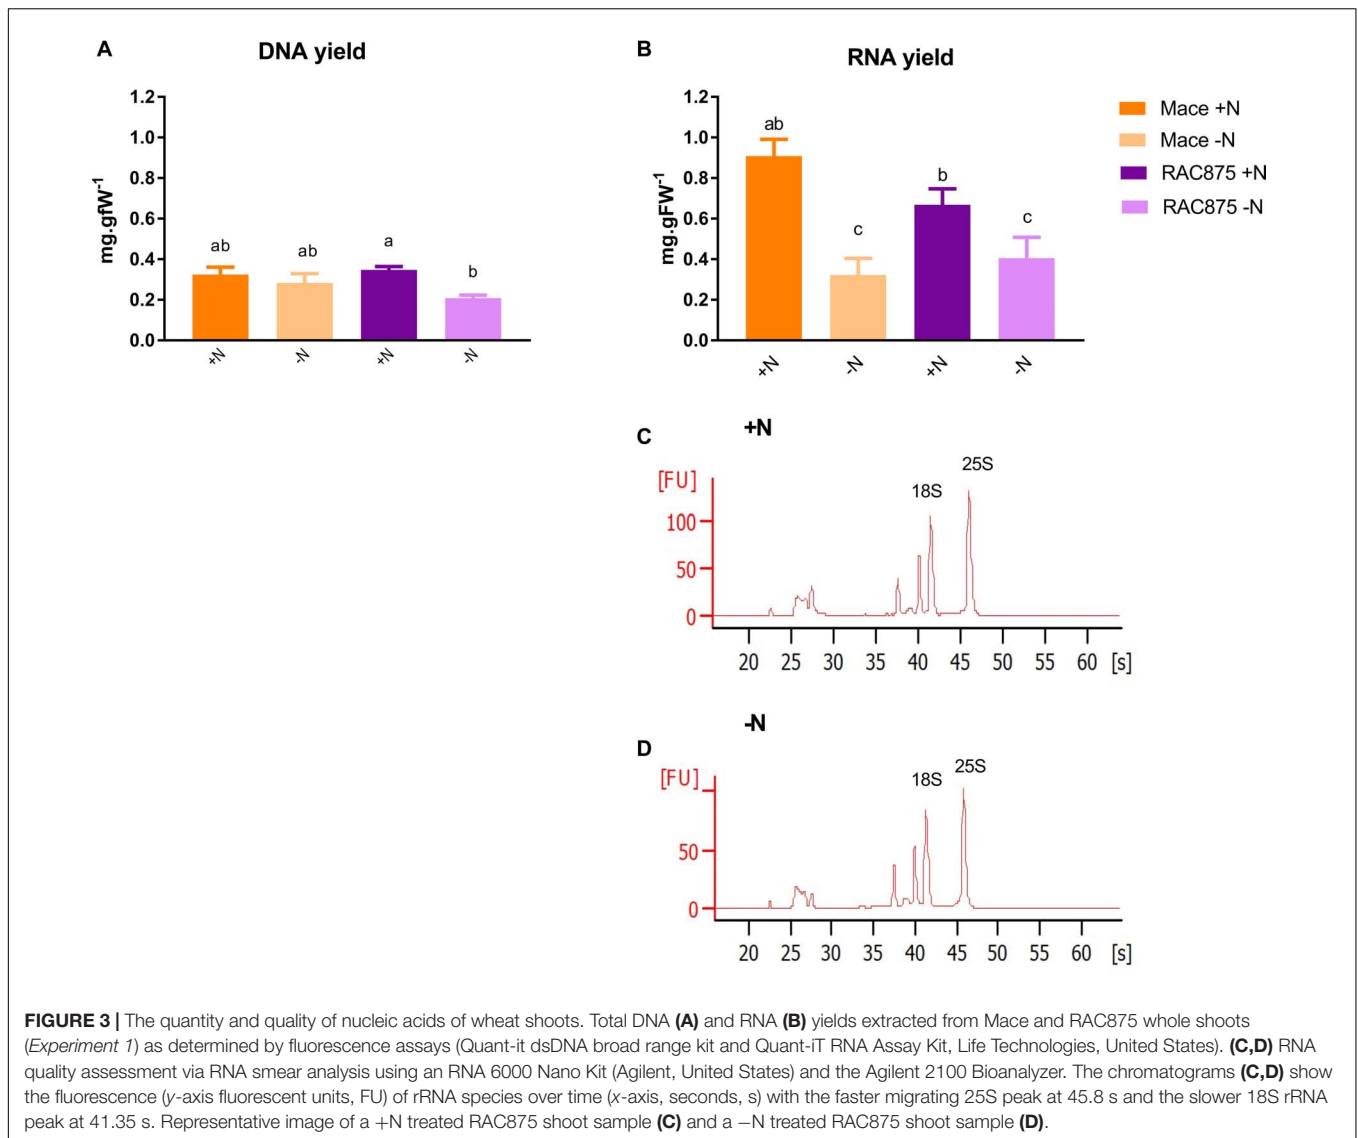 A
DNA yield
mg.gfW-1
1.2
1.0
0.8
0.6
0.4
0.2
0.0
ab
ab
a
b
+N
-N
+N
-N
B
RNA yield
mg.gFW-1
1.2
1.0
0.8
0.6
0.4
0.2
0.0
ab
c
b
c
+N
-N
+N
-N
Mace +N
Mace -N
RAC875 +N
RAC875 -N
C
+N
[FU]
100
50
0
18S
25S
20 25 30 35 40 45 50 55 60 [s]
D
-N
[FU]
50
0
18S
25S
20 25 30 35 40 45 50 55 60 [s]
FIGURE 3 | The quantity and quality of nucleic acids of wheat shoots. Total DNA (A) and RNA (B) yields extracted from Mace and RAC875 whole shoots
(Experiment 1) as determined by fluorescence assays (Quant-it dsDNA broad range kit and Quant-iT RNA Assay Kit, Life Technologies, United States). (C,D) RNA
quality assessment via RNA smear analysis using an RNA 6000 Nano Kit (Agilent, United States) and the Agilent 2100 Bioanalyzer. The chromatograms (C,D) show
the fluorescence (y-axis fluorescent units, FU) of rRNA species over time (x-axis, seconds, s) with the faster migrating 25S peak at 45.8 s and the slower 18S rRNA
peak at 41.35 s. Representative image of a +N treated RAC875 shoot sample (C) and a −N treated RAC875 shoot sample (D).